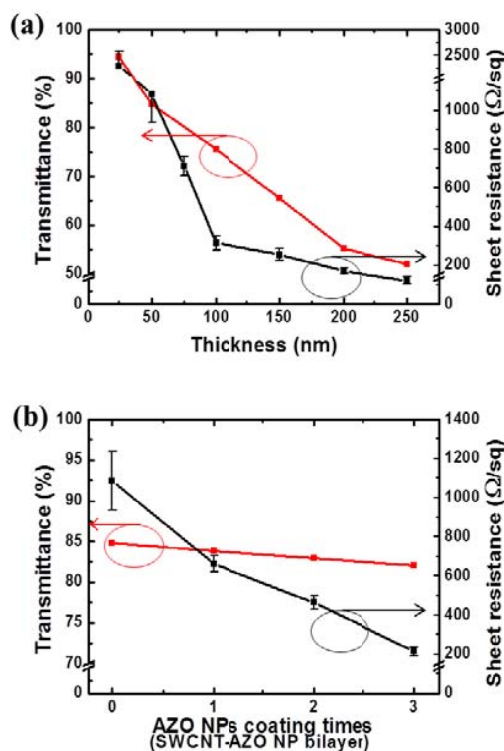 (a)
Transmittance (%)
100
90
80
70
60
50
0
3000
2500
1000
800
600
400
200
0
Sheet resistance (Ω/sq)
0 50 100 150 200 250
Thickness (nm)
(b)
Transmittance (%)
100
95
90
85
80
75
70
0
1400
1200
1000
800
600
400
200
0
Sheet resistance (Ω/sq)
0 1 2 3
AZO NPs coating times
(SWCNT-AZO NP bilayer)